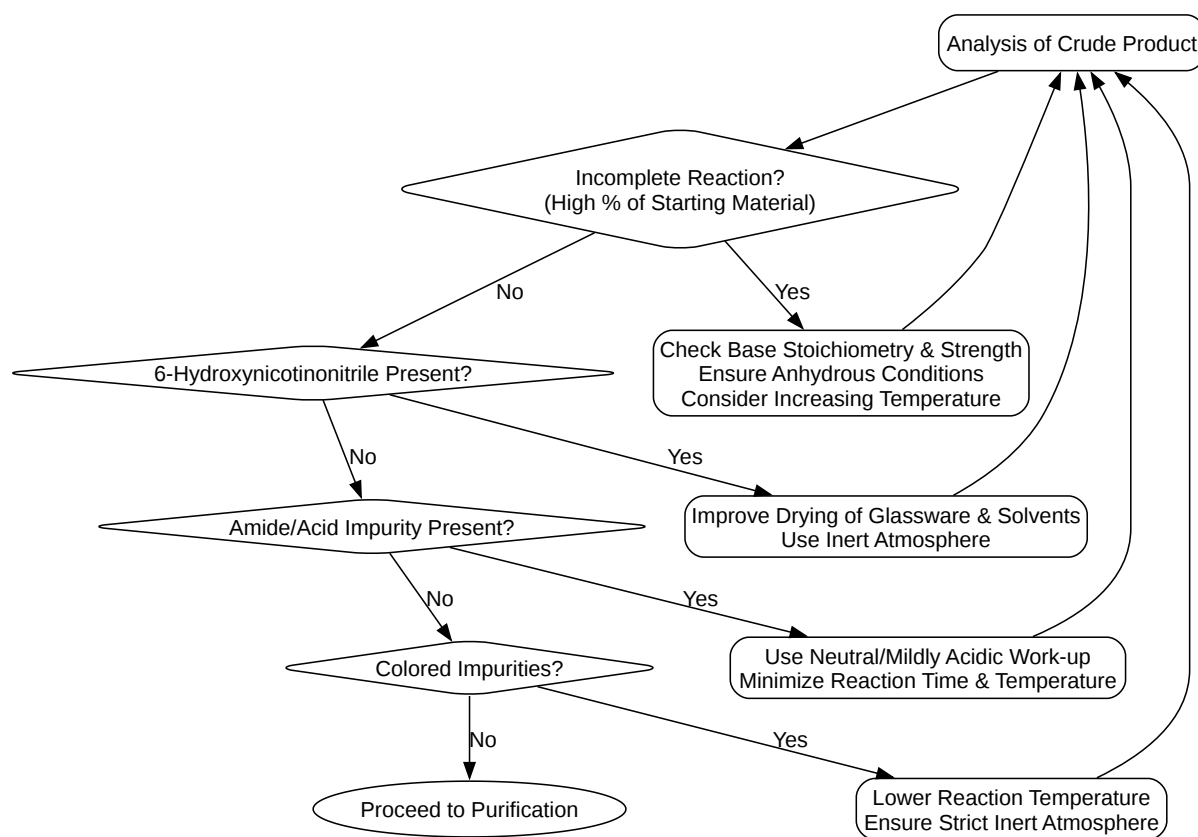 Analysis of Crude Product
Incomplete Reaction?
(High % of Starting Material)
No
Yes
Check Base Stoichiometry & Strength
Ensure Anhydrous Conditions
Consider Increasing Temperature
6-Hydroxynicotinonitrile Present?
No
Yes
Improve Drying of Glassware & Solvents
Use Inert Atmosphere
Amide/Acid Impurity Present?
No
Yes
Use Neutral/Mildly Acidic Work-up
Minimize Reaction Time & Temperature
Colored Impurities?
No
Yes
Proceed to Purification
Lower Reaction Temperature
Ensure Strict Inert Atmosphere